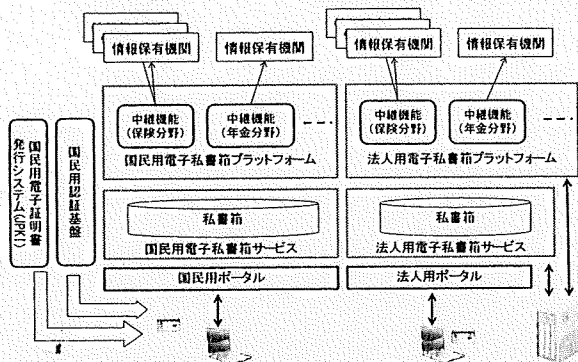 情報保有機関
情報保有機関
情報保有機関
情報保有機関
中継機能
(保険分野)
中継機能
(年金分野)
国民用電子私書箱プラットフォーム
中継機能
(保険分野)
中継機能
(年金分野)
法人用電子私書箱プラットフォーム
国民用電子証明書
発行システム(JPKI)
国民用認証基盤
私書箱
国民用電子私書箱サービス
私書箱
法人用電子私書箱サービス
国民用ポータル
法人用ポータル